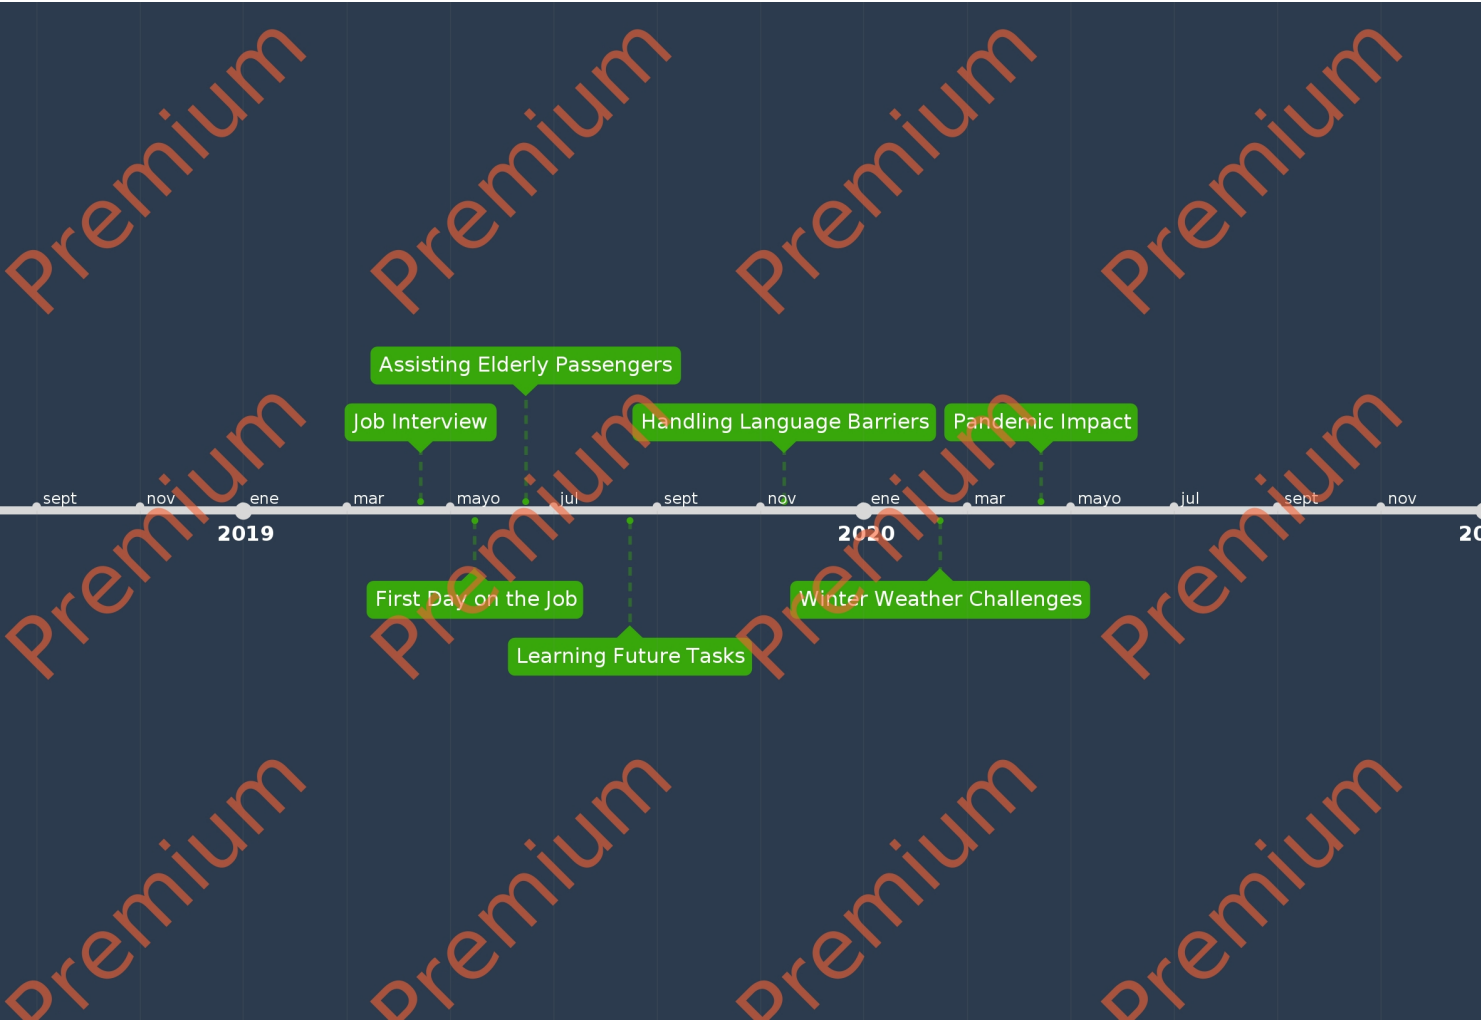 Premium Premium Premium Premium
Assisting Elderly Passengers
Job Interview
Handling Language Barriers
Pandemic Impact
sept nov ene mar mayo jul sept nov ene mar mayo jul sept nov
2019 2020 20
First Day on the Job
Winter Weather Challenges
Learning Future Tasks
Premium Premium Premium Premium
Premium Premium Premium Premium